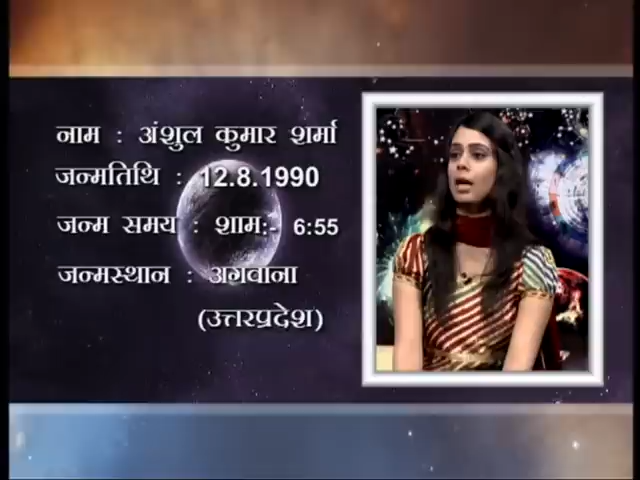 नाम : अंशुल कुमार शर्मा
जन्मतिथि : 12.8.1990
जन्म समय : शाम:- 6:55
जन्मस्थान : अगवाना
(उत्तरप्रदेश)